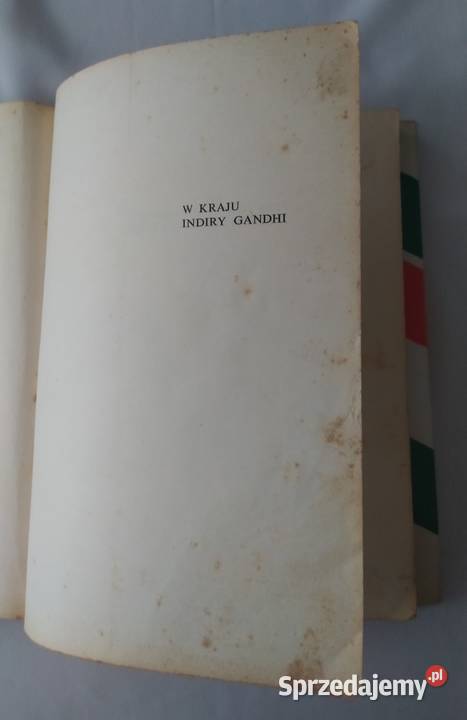 W KRAJU
INDIRY GANDHI
Sprzedajemy.pl